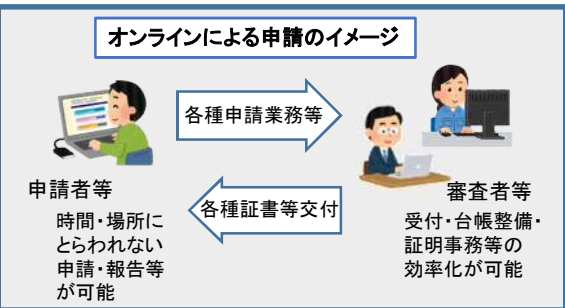 オンラインによる申請のイメージ
各種申請業務等
申請者等
時間・場所に
とらわれない
申請・報告等
が可能
各種証書等交付
審査者等
受付・台帳整備・
証明事務等の
効率化が可能